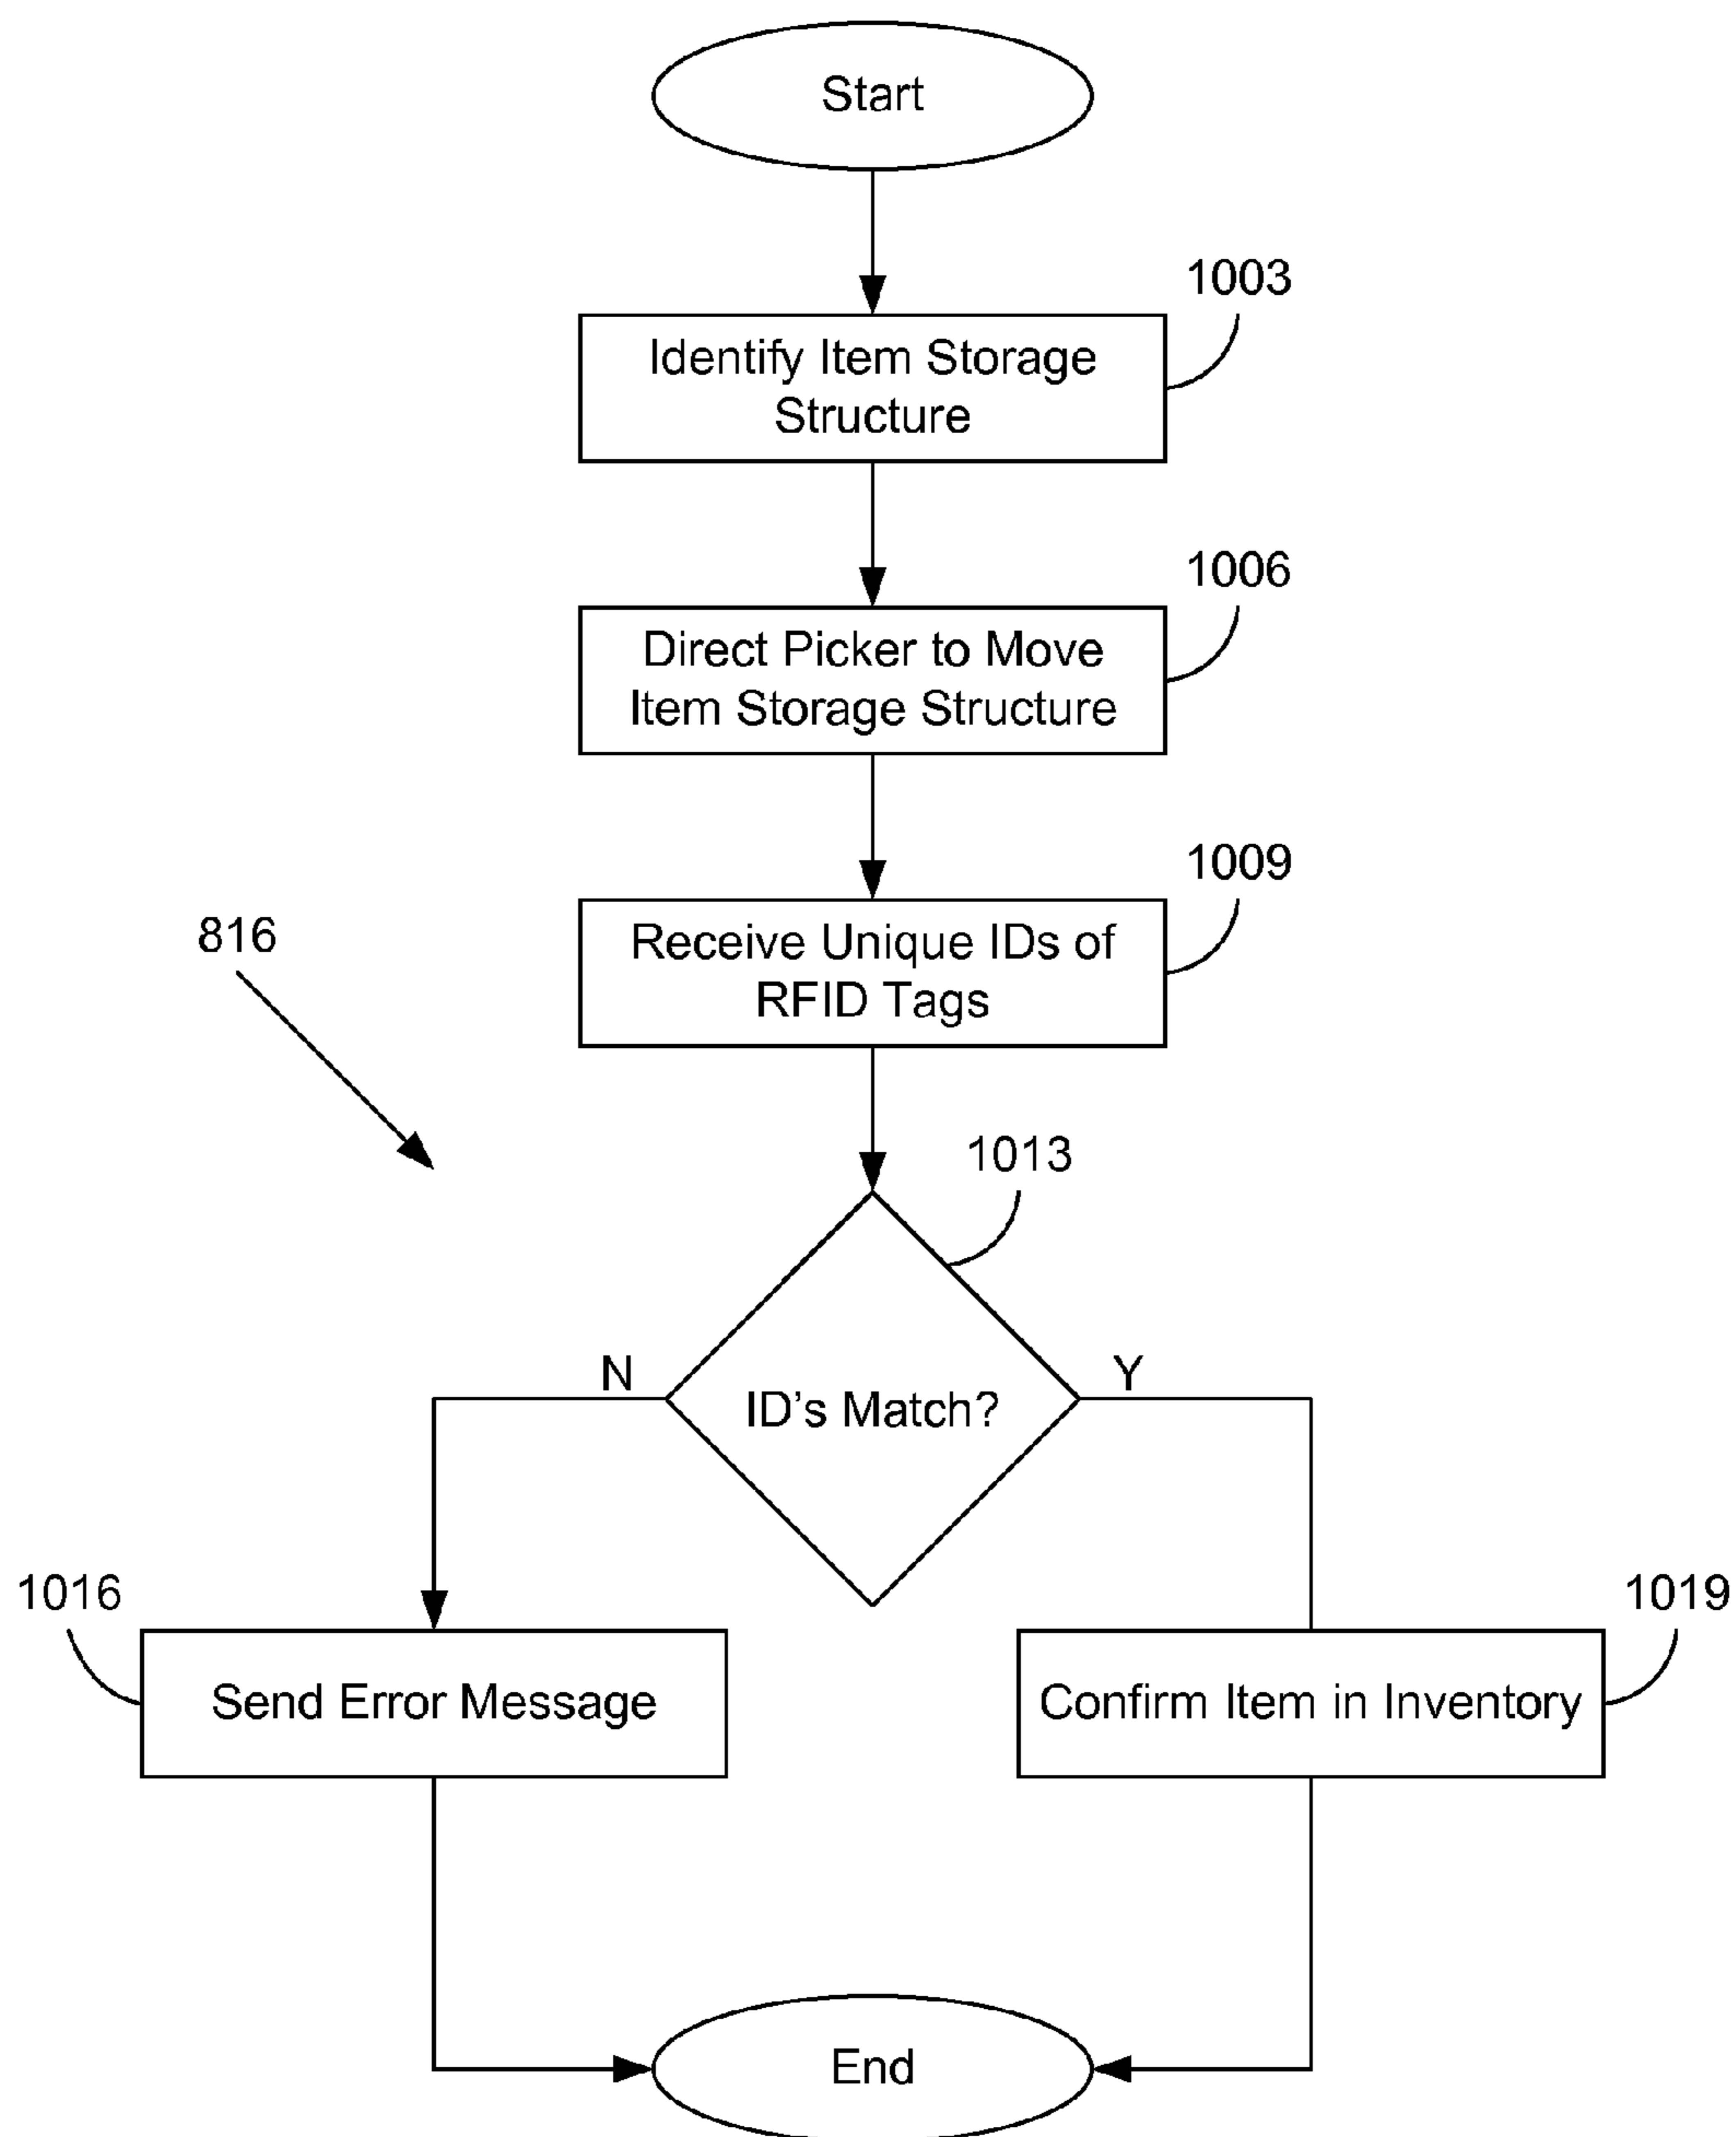 Start
1003
Identify Item Storage
Structure
1006
Direct Picker to Move
Item Storage Structure
1009
Receive Unique IDs of
RFID Tags
816
1013
N
Y
ID's Match?
1016
1019
Send Error Message
Confirm Item in Inventory
End